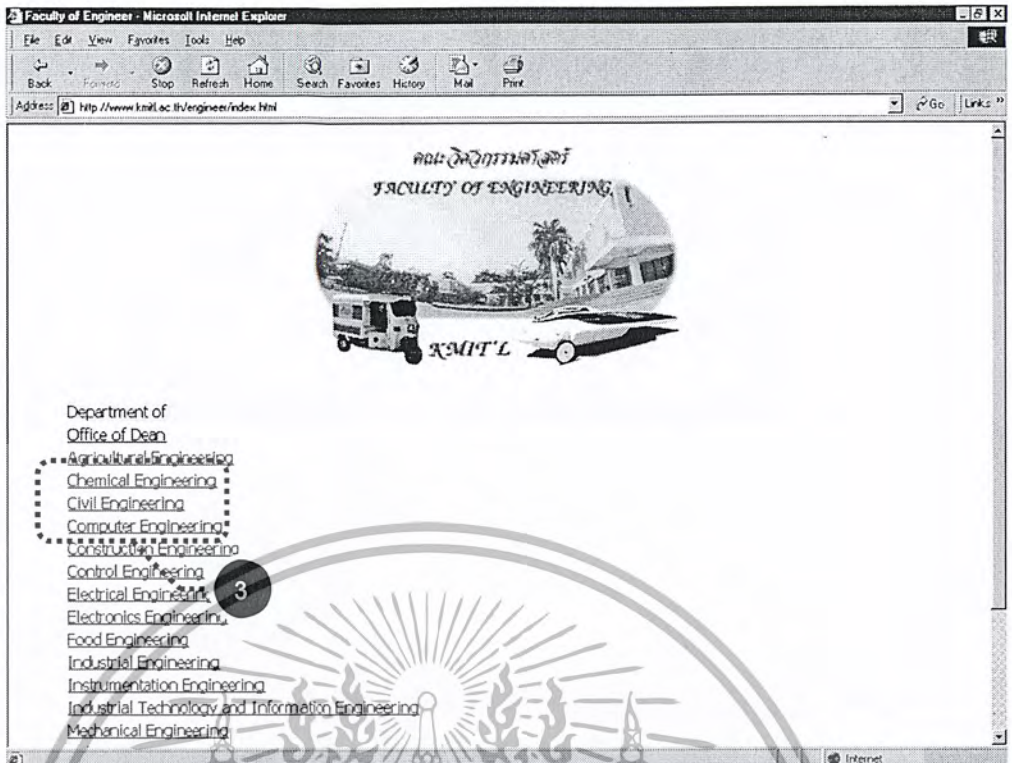 Faculty of Engineer - Microsoft Internet Explorer
File Edit View Favorites Tools Help
Back Forward Stop Refresh Home Search Favorites History Mail Print
Address http://www.kmitl.ac.th/engineer/index.html Go Links »
คณะวิศวกรรมศาสตร์
FACULTY OF ENGINEERING
KMIT'L
Department of
Office of Dean
Agricultural Engineering
Chemical Engineering
Civil Engineering
Computer Engineering
Construction Engineering
Control Engineering
Electrical Engineering
3
Electronics Engineering
Food Engineering
Industrial Engineering
Instrumentation Engineering
Industrial Technology and Information Engineering
Mechanical Engineering
Internet